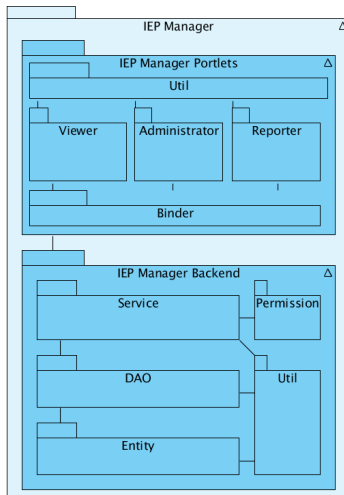 IEP Manager
IEP Manager Portlets
Util
Viewer
Administrator
Reporter
Binder
IEP Manager Backend
Service
Permission
DAO
Util
Entity